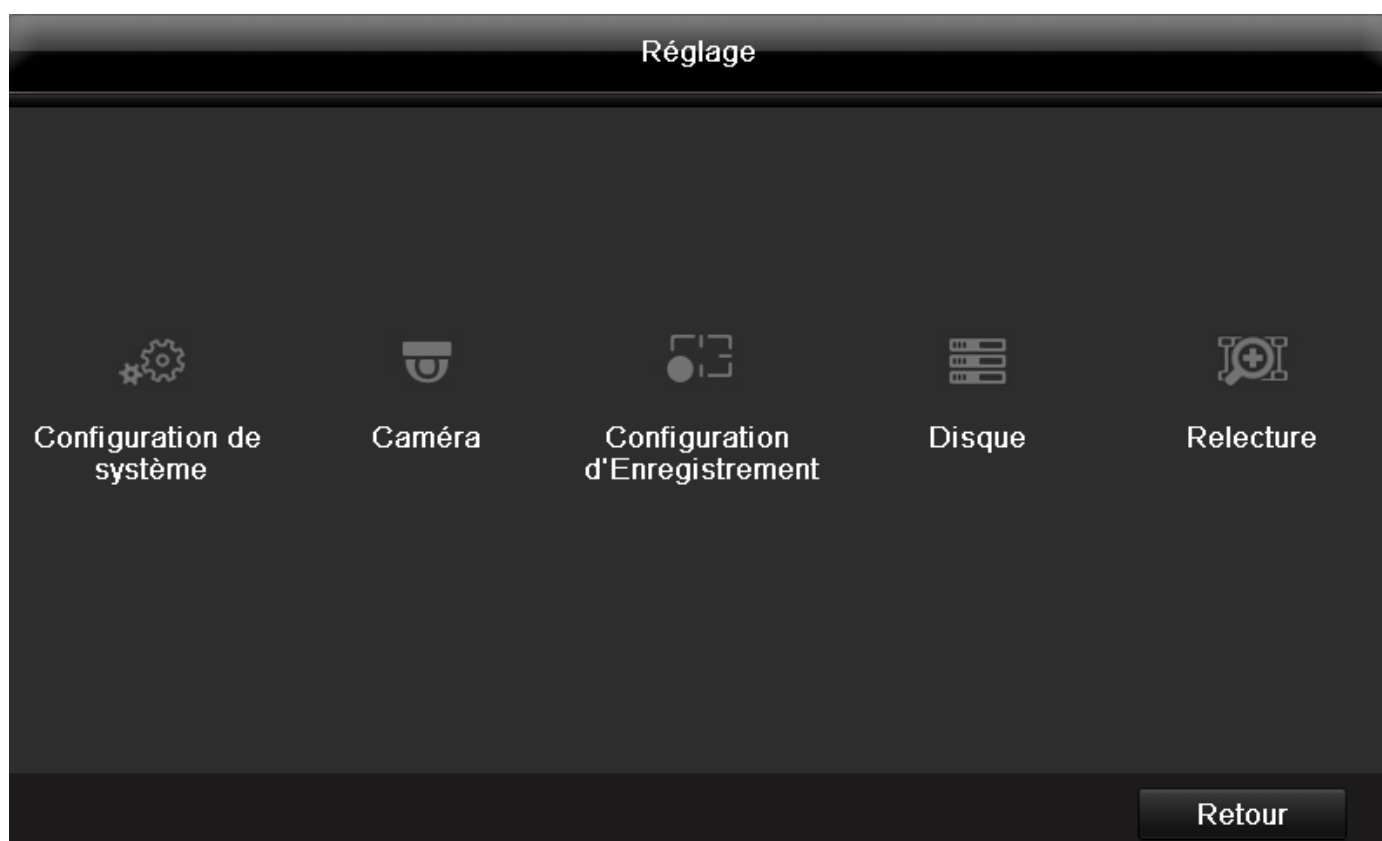 Réglage
Configuration de
système
Caméra
Configuration
d'Enregistrement
Disque
Relecture
Retour